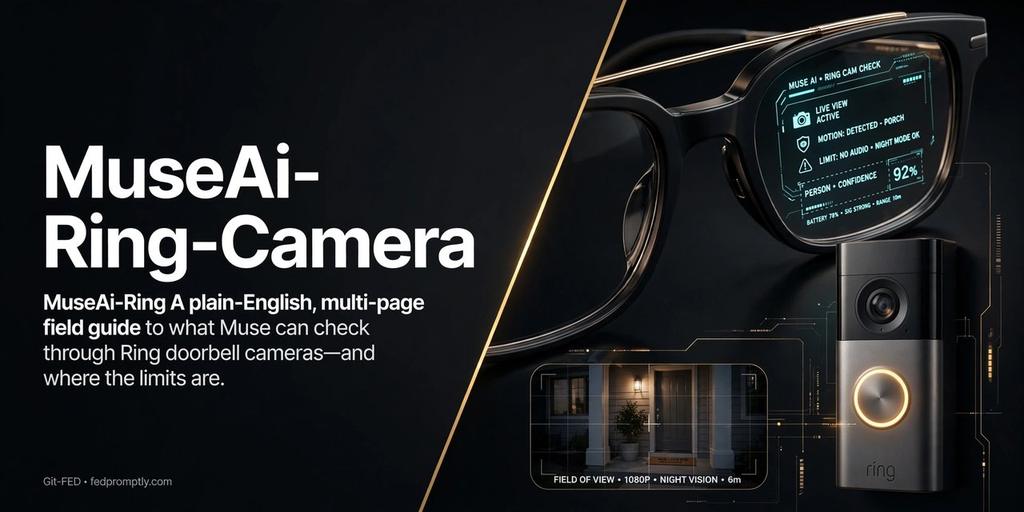 MuseAi-
Ring-Camera
MuseAi-Ring A plain-English, multi-page
field guide to what Muse can check
through Ring doorbell cameras—and
where the limits are.
Git-FED • fedpromptly.com
MUSE AI • RING CAM CHECK
LIVE VIEW
ACTIVE
MOTION: DETECTED - PORCH
LIMIT: NO AUDIO • NIGHT MODE OK
PERSON • CONFIDENCE
92%
BATTERY 78% • SIG STRONG • RANGE 10m
FIELD OF VIEW • 1080P • NIGHT VISION • 6m
ring